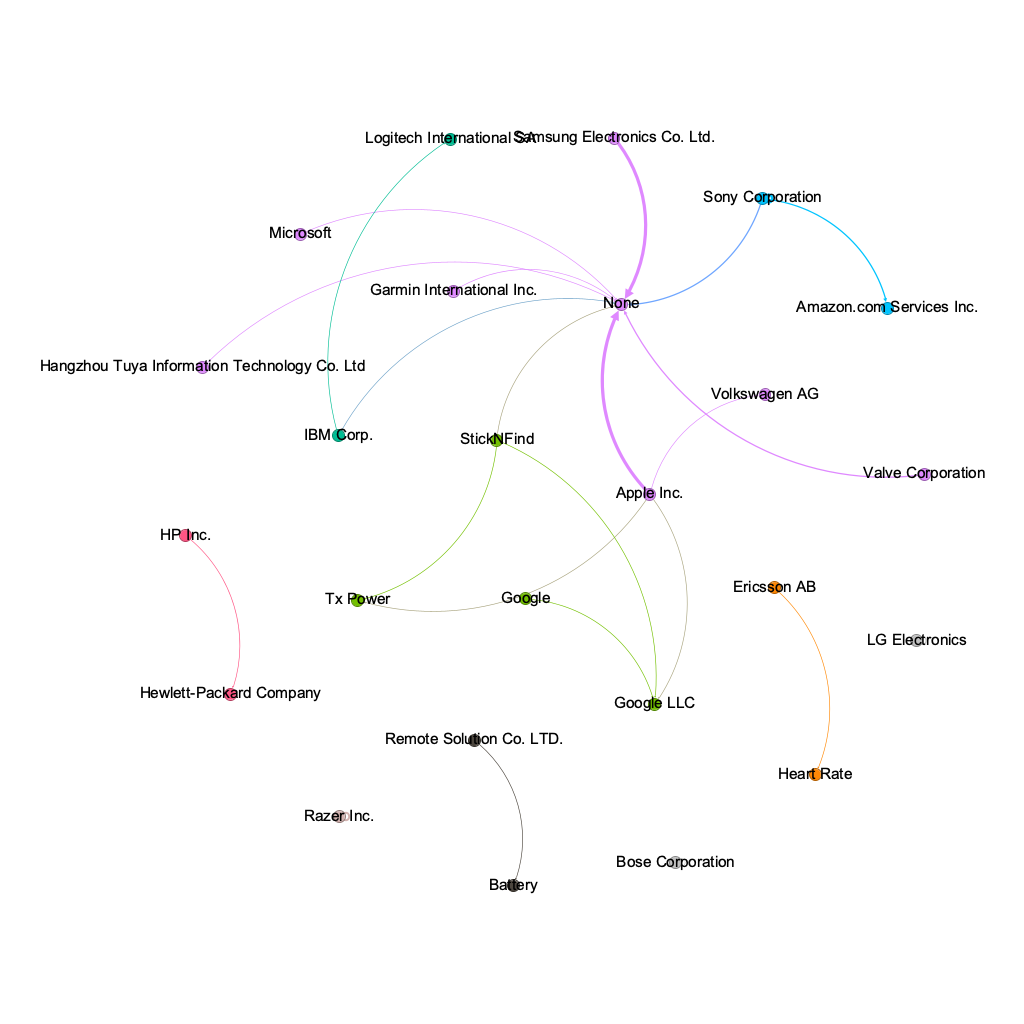 Logitech International SA
Samsung Electronics Co. Ltd.
Sony Corporation
Microsoft
Garmin International Inc.
None
Amazon.com Services Inc.
Hangzhou Tuya Information Technology Co. Ltd
Volkswagen AG
IBM Corp.
StickNFind
Valve Corporation
Apple Inc.
HP Inc.
Ericsson AB
Tx Power
Google
LG Electronics
Hewlett-Packard Company
Google LLC
Remote Solution Co. LTD.
Heart Rate
Razer Inc.
Bose Corporation
Battery